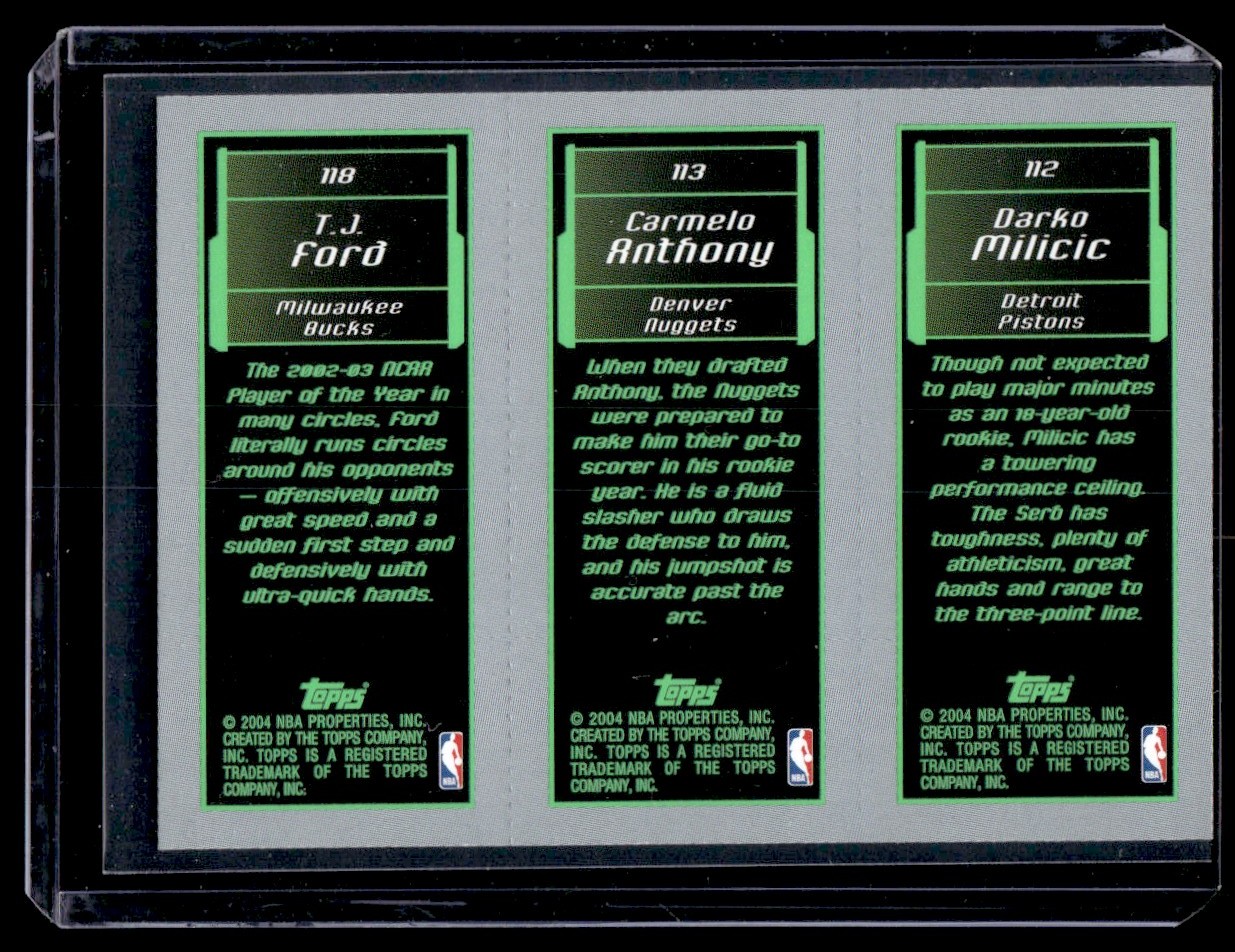 118
T.J.
Ford
Milwaukee
Bucks
The 2002-03 NCAA
Player of the Year in
many circles, Ford
literally runs circles
around his opponents
— offensively with
great speed and a
sudden first step and
defensively with
ultra-quick hands.
topps
© 2004 NBA PROPERTIES, INC.
CREATED BY THE TOPPS COMPANY,
INC. TOPPS IS A REGISTERED
TRADEMARK OF THE TOPPS
COMPANY, INC.
NBA
113
Carmelo
Anthony
Denver
Nuggets
When they drafted
Anthony, the Nuggets
were prepared to
make him their go-to
scorer in his rookie
year. He is a fluid
slasher who draws
the defense to him,
and his jumpshot is
accurate past the
arc.
topps
© 2004 NBA PROPERTIES, INC.
CREATED BY THE TOPPS COMPANY,
INC. TOPPS IS A REGISTERED
TRADEMARK OF THE TOPPS
COMPANY, INC.
NBA
112
Darko
Milicic
Detroit
Pistons
Though not expected
to play major minutes
as an 18-year-old
rookie, Milicic has
a towering
performance ceiling.
The Serb has
toughness, plenty of
athleticism, great
hands and range to
the three-point line.
topps
© 2004 NBA PROPERTIES, INC.
CREATED BY THE TOPPS COMPANY,
INC. TOPPS IS A REGISTERED
TRADEMARK OF THE TOPPS
COMPANY, INC.
NBA